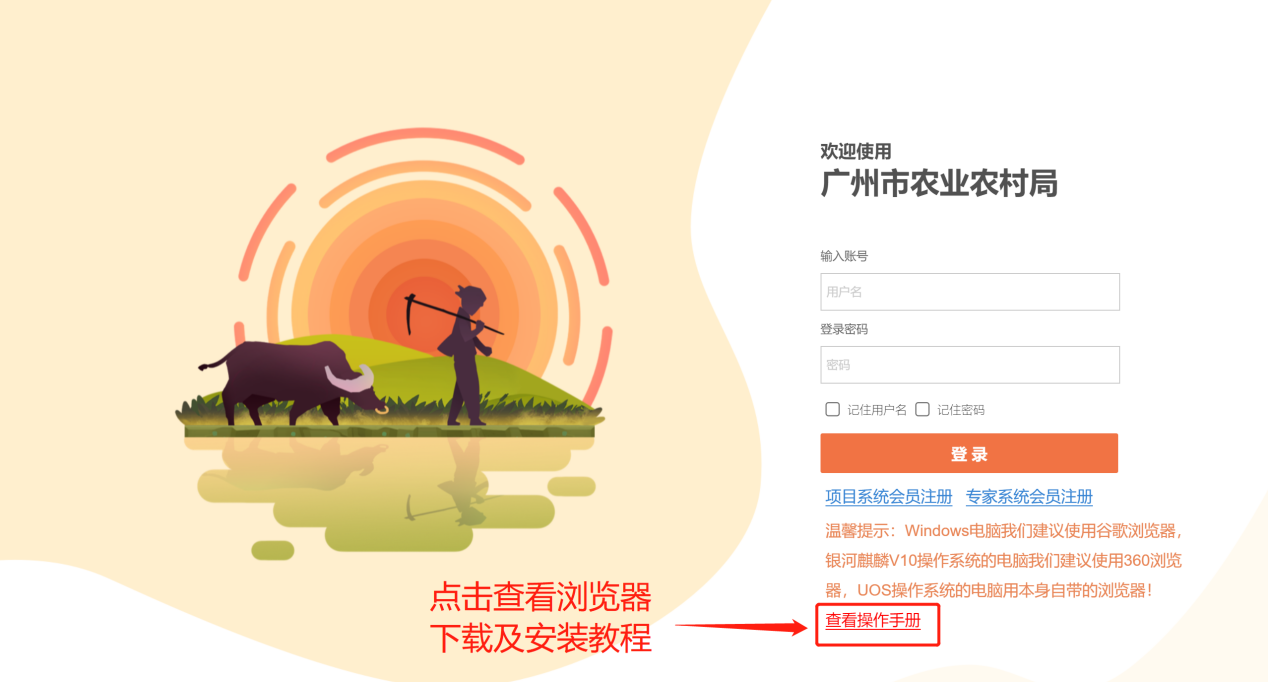 欢迎使用
广州市农业农村局
输入账号
用户名
登录密码
密码
记住用户名 记住密码
登录
项目系统会员注册 专家系统会员注册
温馨提示：Windows电脑我们建议使用谷歌浏览器，
银河麒麟V10操作系统的电脑我们建议使用360浏览
器，UOS操作系统的电脑用本身自带的浏览器！
查看操作手册
点击查看浏览器
下载及安装教程